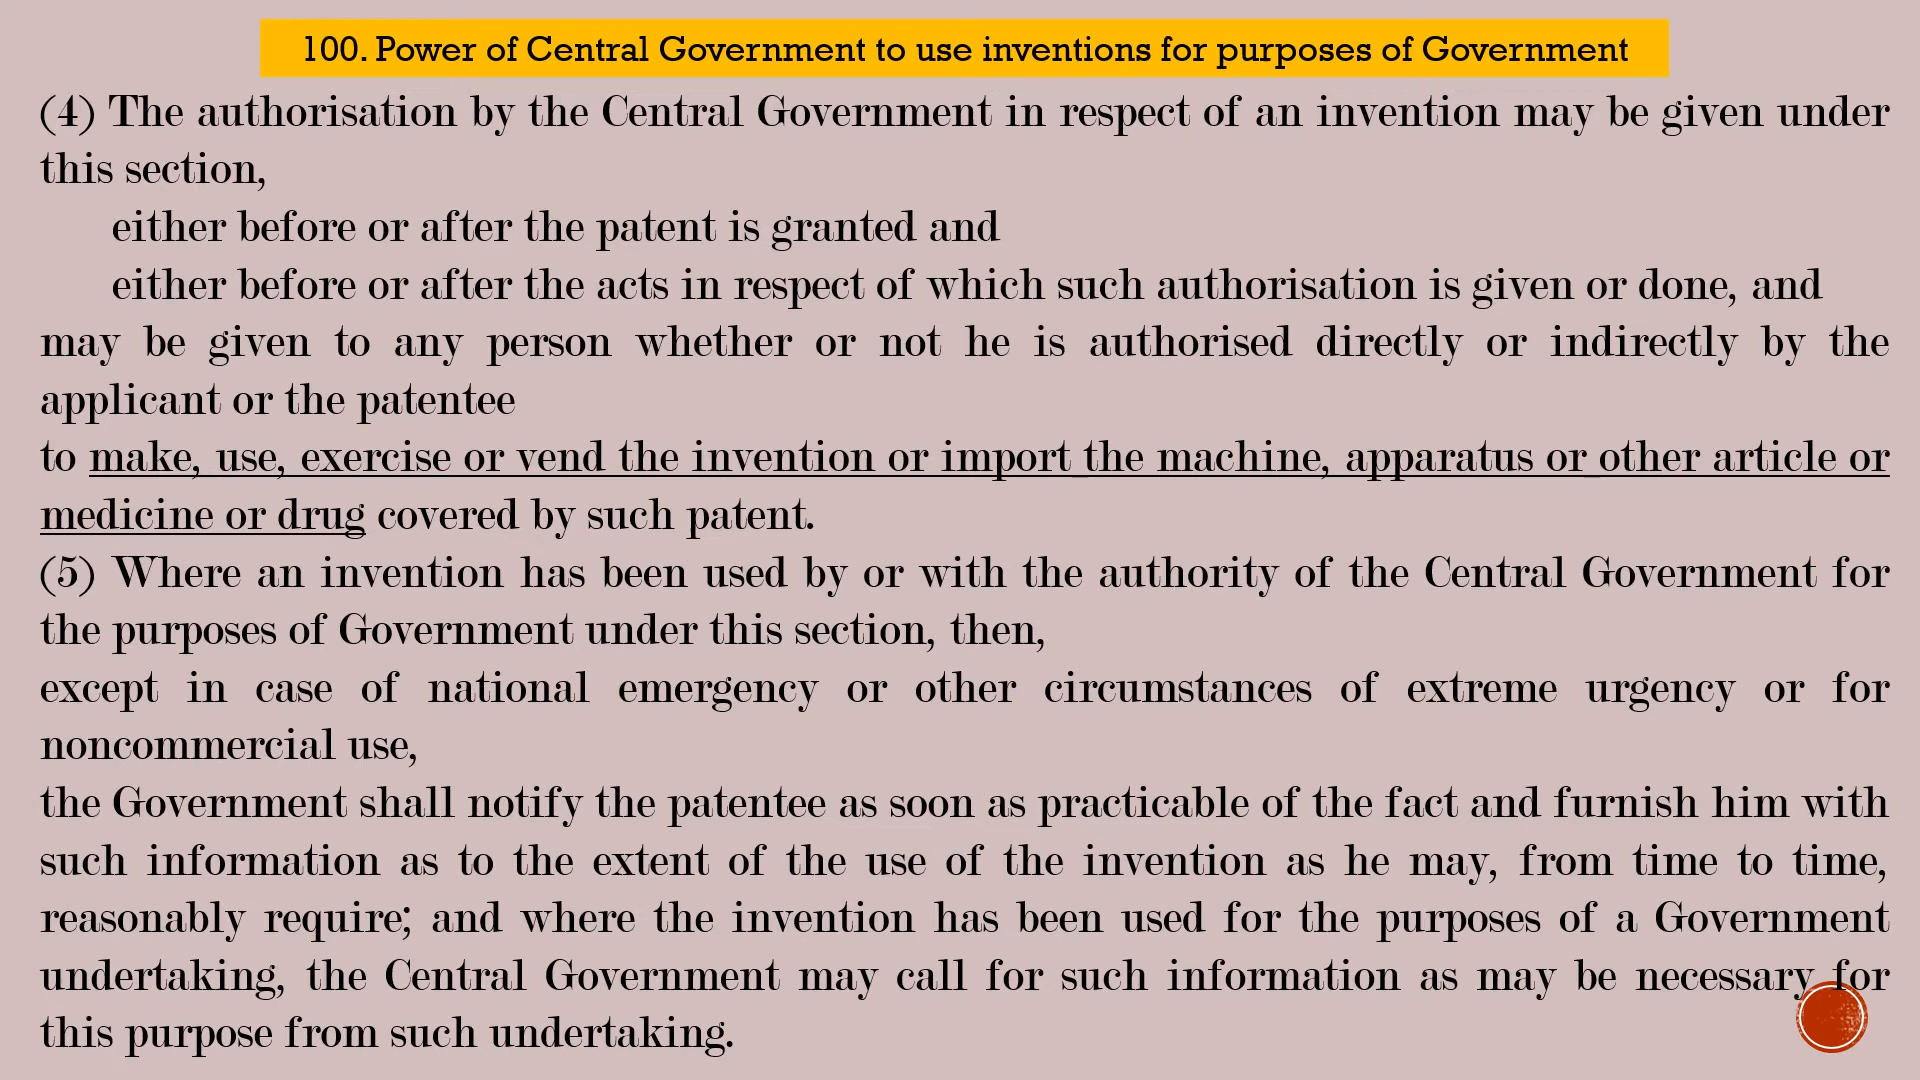 100. Power of Central Government to use inventions for purposes of Government
(4) The authorisation by the Central Government in respect of an invention may be given under
this section,
either before or after the patent is granted and
either before or after the acts in respect of which such authorisation is given or done, and
may be given to any person whether or not he is authorised directly or indirectly by the
applicant or the patentee
to make, use, exercise or vend the invention or import the machine, apparatus or other article or
medicine or drug covered by such patent.
(5) Where an invention has been used by or with the authority of the Central Government for
the purposes of Government under this section, then,
except in case of national emergency or other circumstances of extreme urgency or for
noncommercial use,
the Government shall notify the patentee as soon as practicable of the fact and furnish him with
such information as to the extent of the use of the invention as he may, from time to time,
reasonably require; and where the invention has been used for the purposes of a Government
undertaking, the Central Government may call for such information as may be necessary for
this purpose from such undertaking.